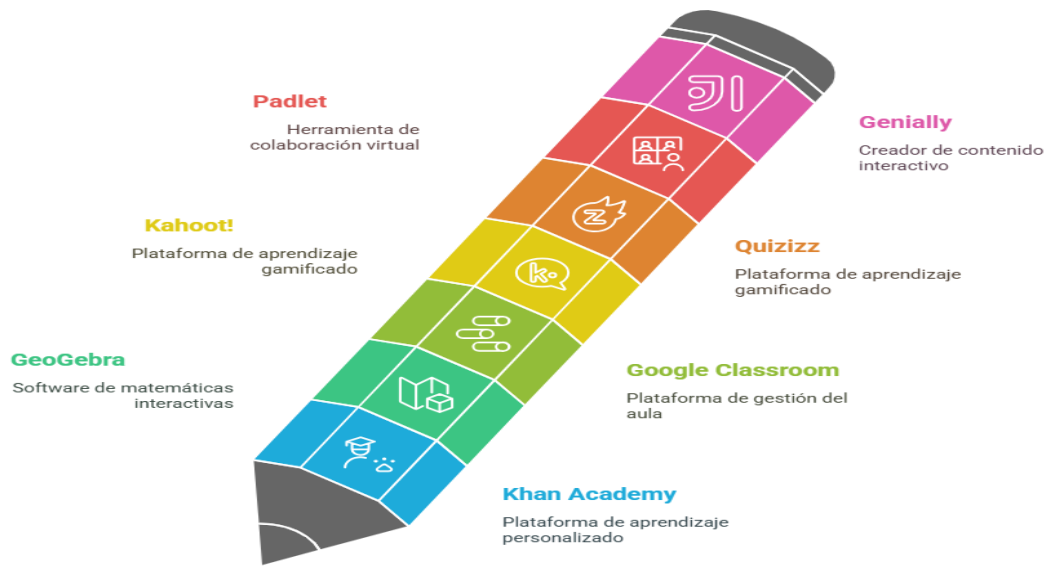 Padlet
Herramienta de
colaboración virtual
Genially
Creador de contenido
interactivo
Kahoot!
Plataforma de aprendizaje
gamificado
Quizizz
Plataforma de aprendizaje
gamificado
GeoGebra
Software de matemáticas
interactivas
Google Classroom
Plataforma de gestión del
aula
Khan Academy
Plataforma de aprendizaje
personalizado
z
k